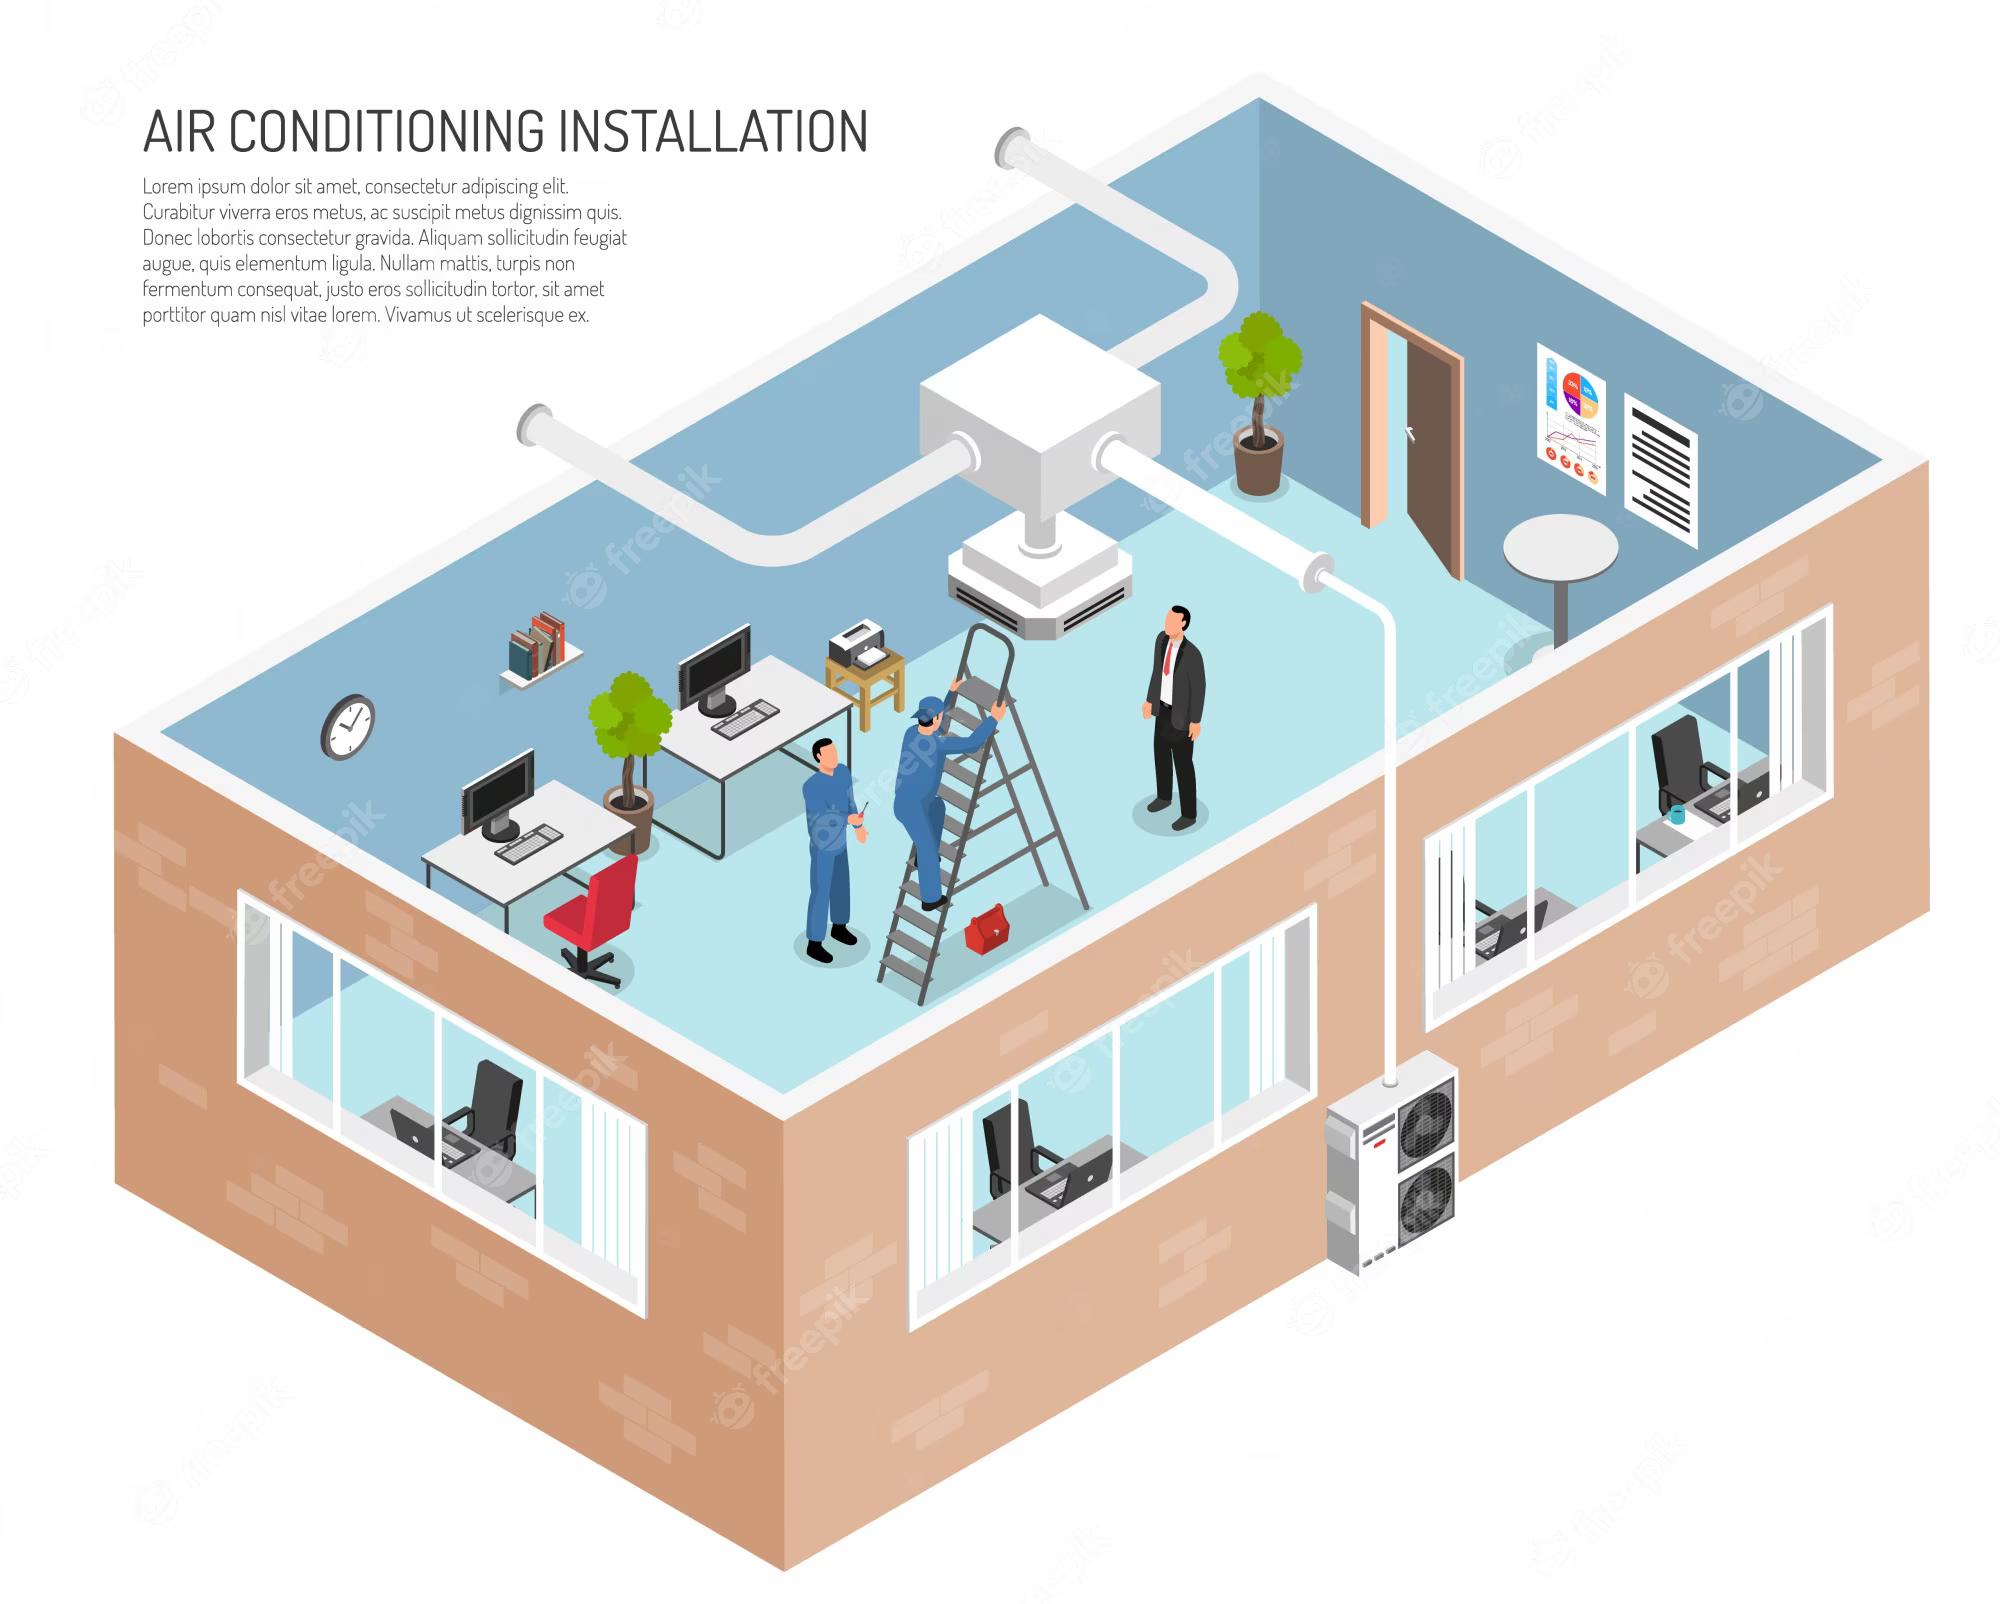 AIR CONDITIONING INSTALLATION
Lorem ipsum dolor sit amet, consectetur adipiscing elit.
Curabitur viverra eros metus, ac suscipit metus dignissim quis.
Donec lobortis consectetur gravida. Aliquam sollicitudin feugiat
augue, quis elementum ligula. Nullam mattis, turpis non
fermentum consequat, justo eros sollicitudin tortor, sit amet
porttitor quam nisl vitae lorem. Vivamus ut scelerisque ex.
freepik